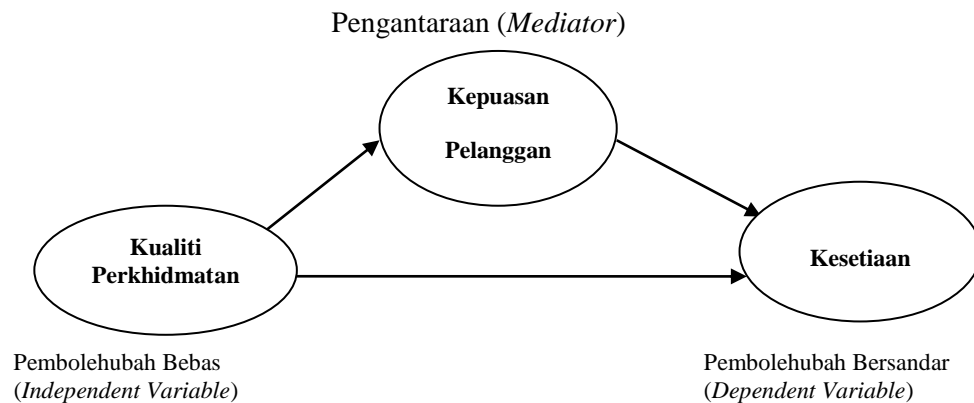 Pengantaraan (Mediator)
Kepuasan
Pelanggan
Kualiti
Perkhidmatan
Kesetiaan
Pembolehubah Bebas
(Independent Variable)
Pembolehubah Bersandar
(Dependent Variable)